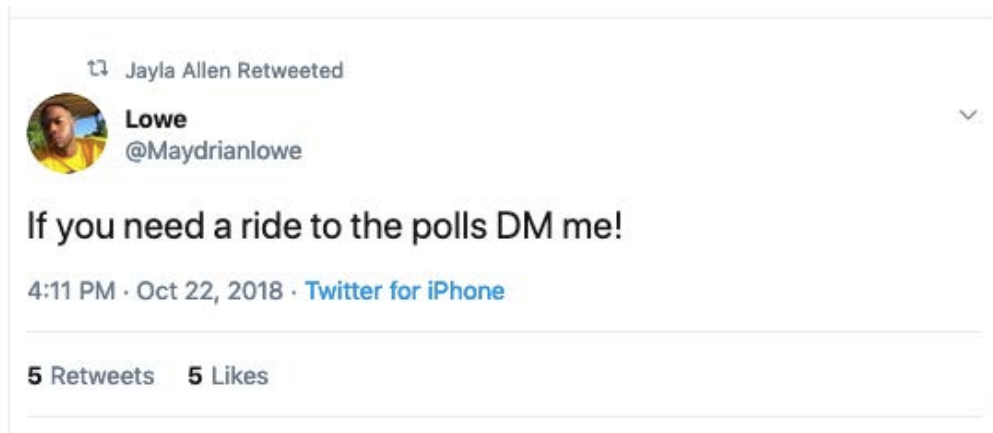 Jayla Allen Retweeted
Lowe
@Maydrianlowe
If you need a ride to the polls DM me!
4:11 PM · Oct 22, 2018 · Twitter for iPhone
5 Retweets 5 Likes